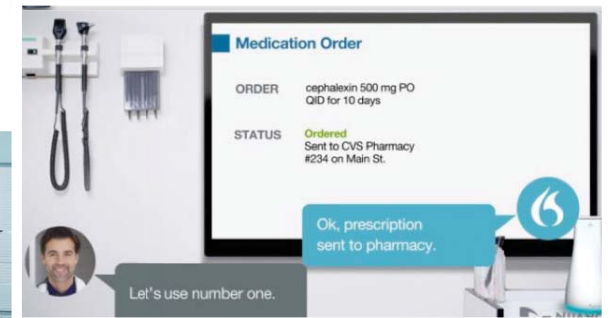 Medication Order
ORDER cephalexin 500 mg PO
QID for 10 days
STATUS Ordered
Sent to CVS Pharmacy
#234 on Main St.
Ok, prescription
sent to pharmacy.
Let's use number one.
NUANCE